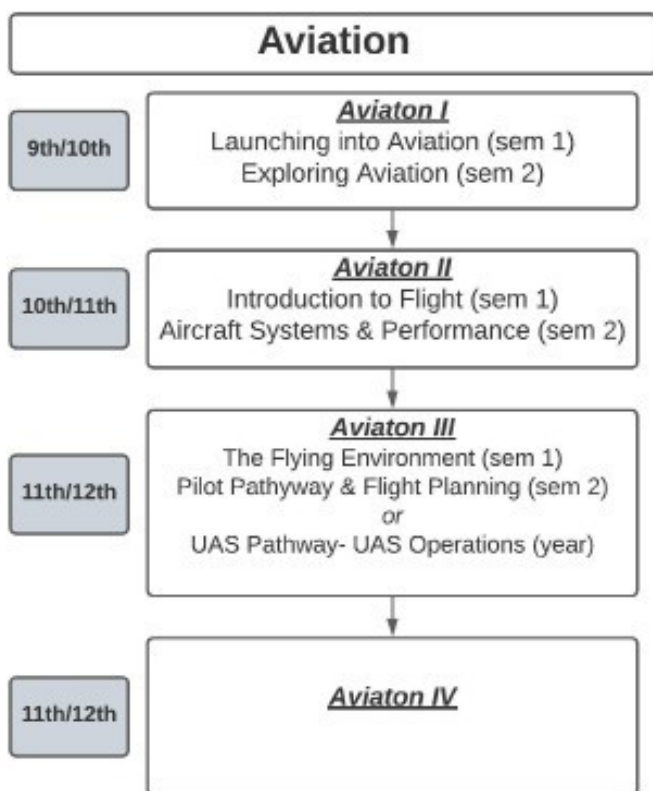 Aviation
9th/10th
Aviaton I
Launching into Aviation (sem 1)
Exploring Aviation (sem 2)
10th/11th
Aviaton II
Introduction to Flight (sem 1)
Aircraft Systems & Performance (sem 2)
11th/12th
Aviaton III
The Flying Environment (sem 1)
Pilot Pathyway & Flight Planning (sem 2)
or
UAS Pathway- UAS Operations (year)
11th/12th
Aviaton IV